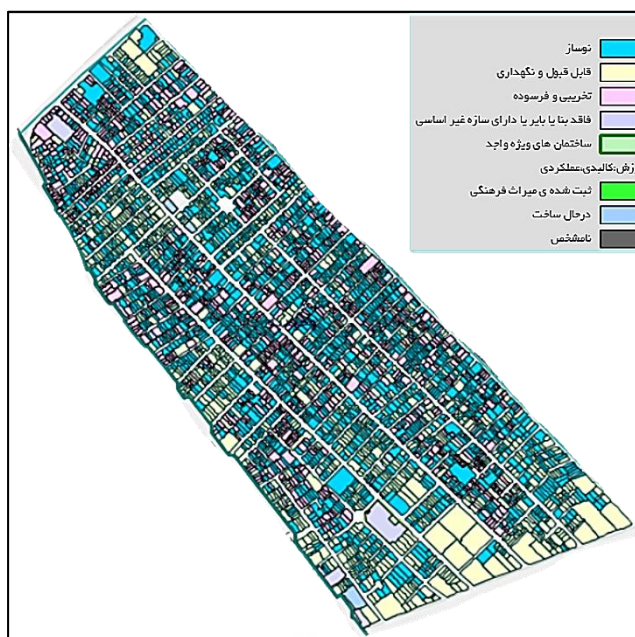 نوساز
قابل قبول و نگهداری
تخریبی و فرسوده
فاقد بنا یا بایر یا دارای سازه غیر اساسی
ساختمان های ویژه واجد
زش:کالبدی،عملکردی
ثبت شده ی میراث فرهنگی
درحال ساخت
نامشخص